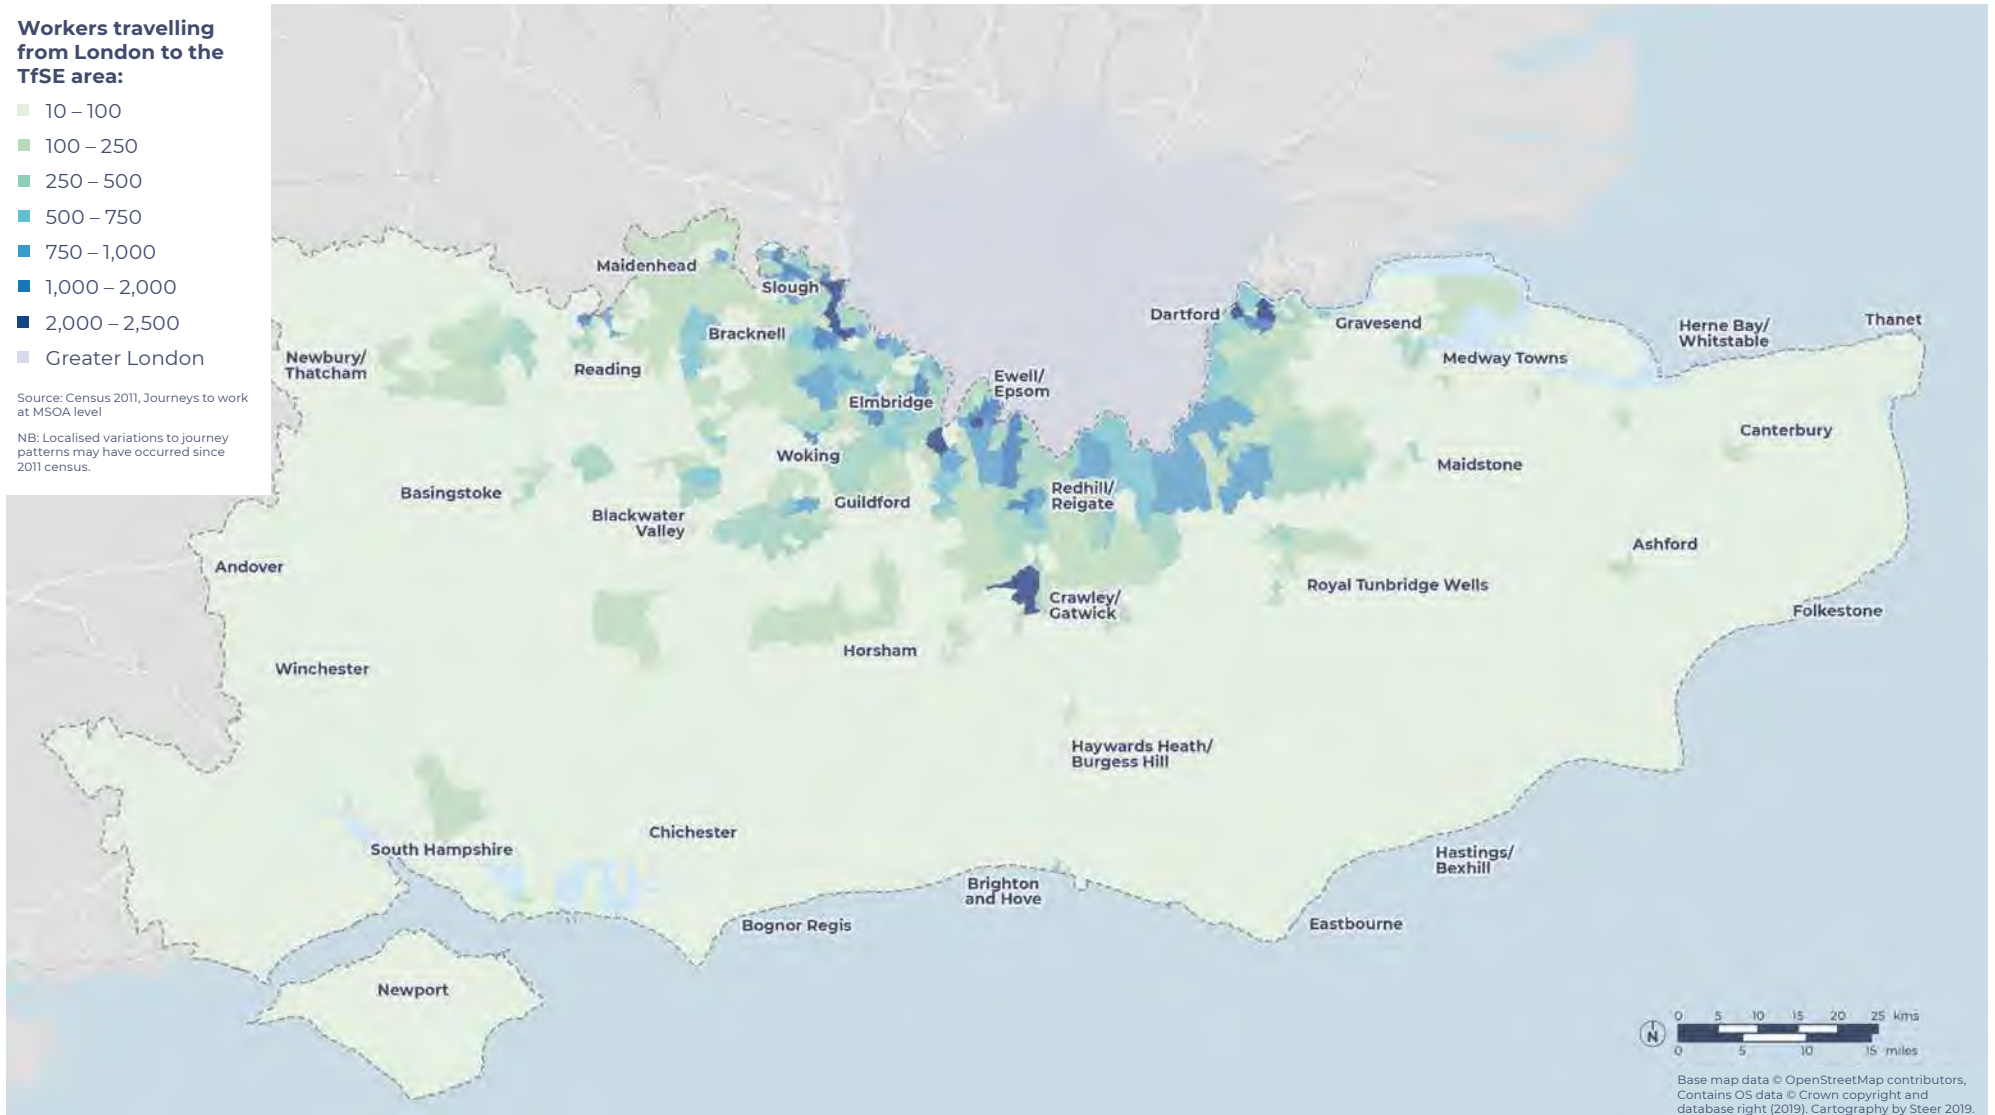 Workers travelling
from London to the
TfSE area:
10 – 100
100 – 250
250 – 500
500 – 750
750 – 1,000
1,000 – 2,000
2,000 – 2,500
Greater London
Source: Census 2011, Journeys to work
at MSOA level
NB: Localised variations to journey
patterns may have occurred since
2011 census.
Maidenhead
Slough
Dartford
Gravesend
Herne Bay/
Whitstable
Thanet
Newbury/
Thatcham
Reading
Bracknell
Medway Towns
Ewell/
Epsom
Elmbridge
Canterbury
Woking
Maidstone
Basingstoke
Blackwater
Valley
Guildford
Redhill/
Reigate
Andover
Ashford
Royal Tunbridge Wells
Crawley/
Gatwick
Folkestone
Winchester
Horsham
Haywards Heath/
Burgess Hill
South Hampshire
Chichester
Hastings/
Bexhill
Brighton
and Hove
Bognor Regis
Eastbourne
Newport
0 5 10 15 20 25 kms
N
0 5 10 15 miles
Base map data © OpenStreetMap contributors,
Contains OS data © Crown copyright and
database right (2019). Cartography by Steer 2019.